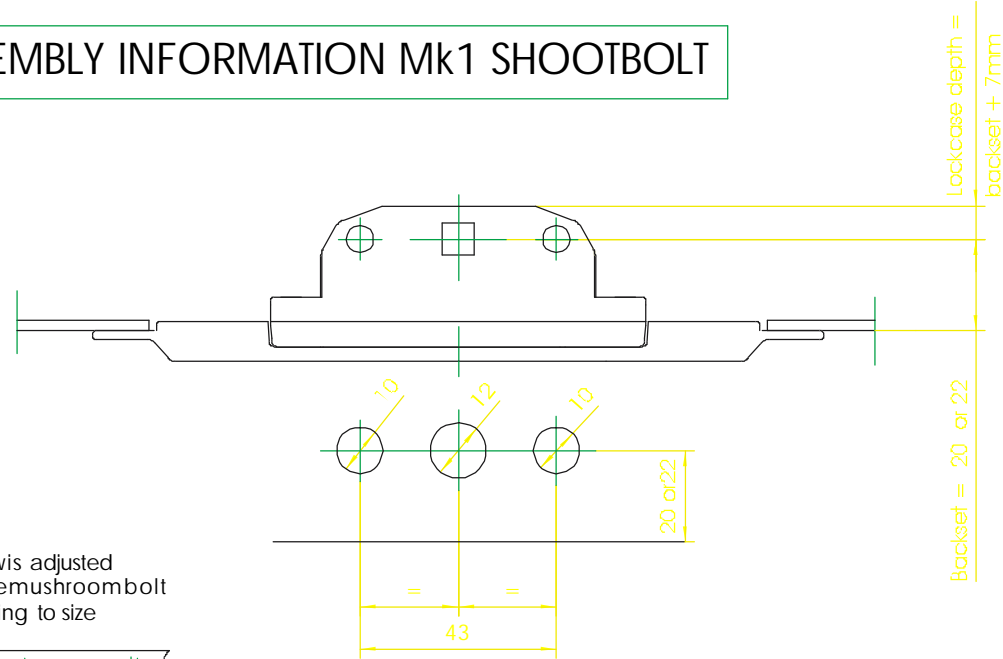 EMBLY INFORMATION Mk1 SHOOTBOLT
Lockcase depth =
backset + 7mm
10
12
10
20 or22
Backset = 20 or 22
wis adjusted
emushroombolt
ng to size
=
=
43